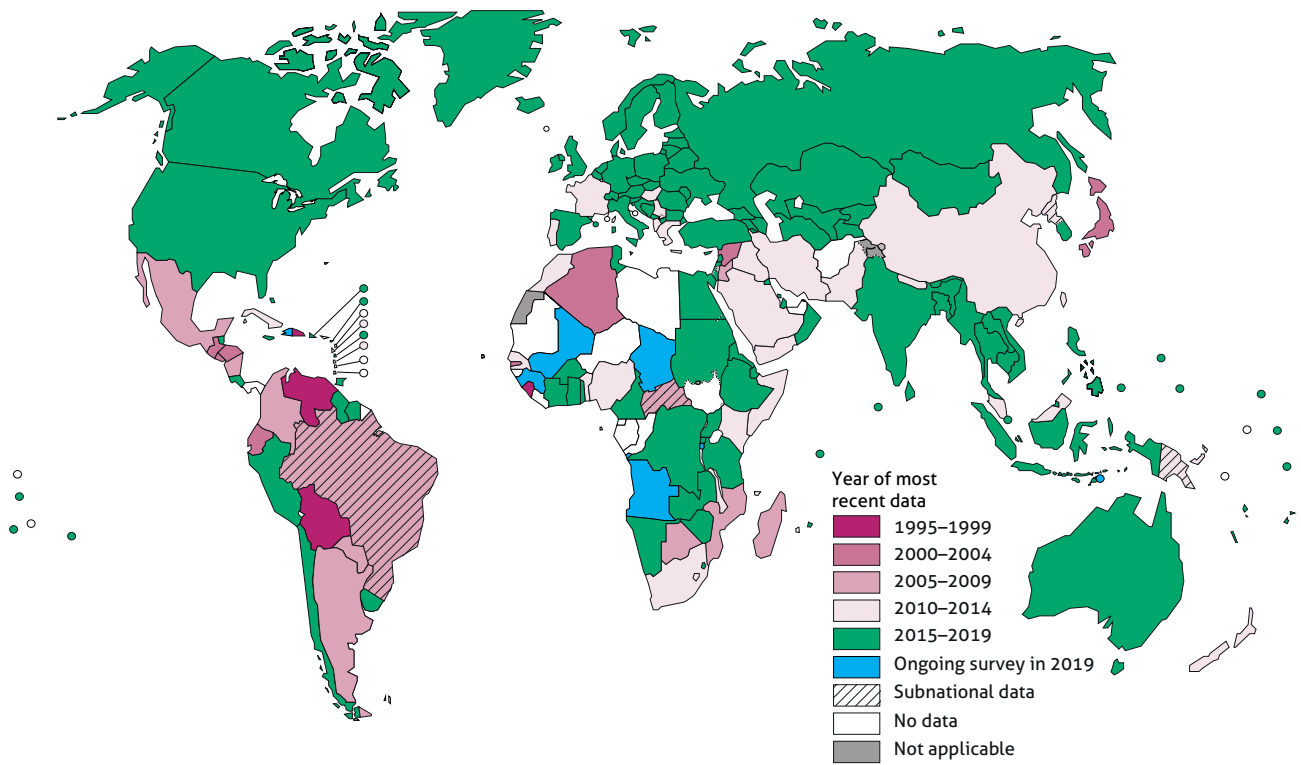 Year of most
recent data
1995–1999
2000–2004
2005–2009
2010–2014
2015–2019
Ongoing survey in 2019
Subnational data
No data
Not applicable